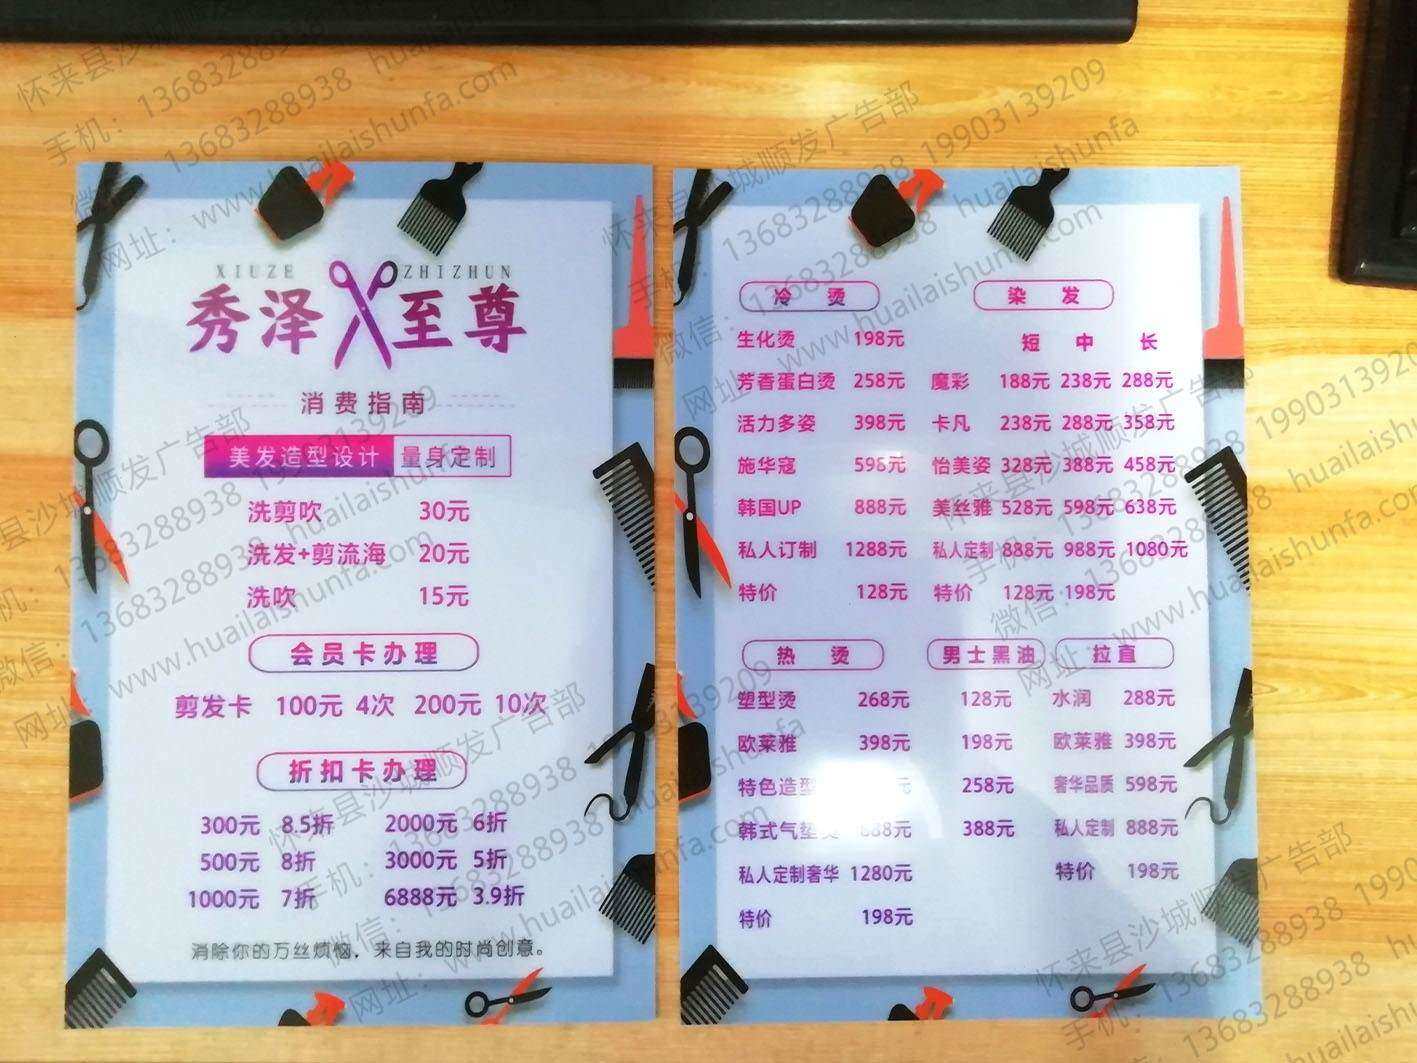 XIUZE ZHIZHUN
秀泽至尊
消费指南
美发造型设计 量身定制
洗剪吹 30元
洗发+剪流海 20元
洗吹 15元
会员卡办理
剪发卡 100元 4次 200元 10次
折扣卡办理
300元 8.5折 2000元 6折
500元 8折 3000元 5折
1000元 7折 6888元 3.9折
消除你的万丝烦恼，来自我的时尚创意。
冷烫
生化烫 198元
芳香蛋白烫 258元
活力多姿 398元
施华寇 598元
韩国UP 888元
私人订制 1288元
特价 128元
染发
短 中 长
魔彩 188元 238元 288元
卡凡 238元 288元 358元
怡美姿 328元 388元 458元
美丝雅 528元 598元 638元
私人定制 888元 988元 1080元
特价 128元 198元
热烫
塑型烫 268元
欧莱雅 398元
特色造型 元
韩式气垫烫 688元
私人定制奢华 1280元
特价 198元
男士黑油
128元
198元
258元
388元
拉直
水润 288元
欧莱雅 398元
奢华品质 598元
私人定制 888元
特价 198元
怀来县沙城顺发广告部
手机：13683288938 19903139209
微信：13683288938 huailaishunfa
网址：www.huailaishunfa.com